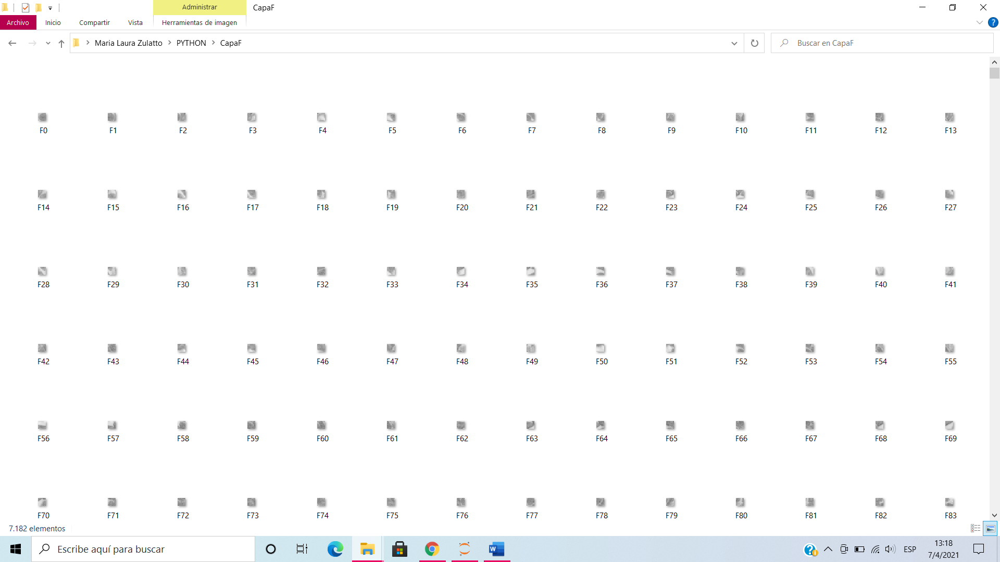 Administrar
CapaF
Archivo
Inicio
Compartir
Vista
Herramientas de imagen
?
Maria Laura Zulatto
PYTHON
CapaF
Buscar en CapaF
F0 F1 F2 F3 F4 F5 F6 F7 F8 F9 F10 F11 F12 F13
F14 F15 F16 F17 F18 F19 F20 F21 F22 F23 F24 F25 F26 F27
F28 F29 F30 F31 F32 F33 F34 F35 F36 F37 F38 F39 F40 F41
F42 F43 F44 F45 F46 F47 F48 F49 F50 F51 F52 F53 F54 F55
F56 F57 F58 F59 F60 F61 F62 F63 F64 F65 F66 F67 F68 F69
F70 F71 F72 F73 F74 F75 F76 F77 F78 F79 F80 F81 F82 F83
7.182 elementos
Escribe aquí para buscar
W
?
ESP
13:18
7/4/2021